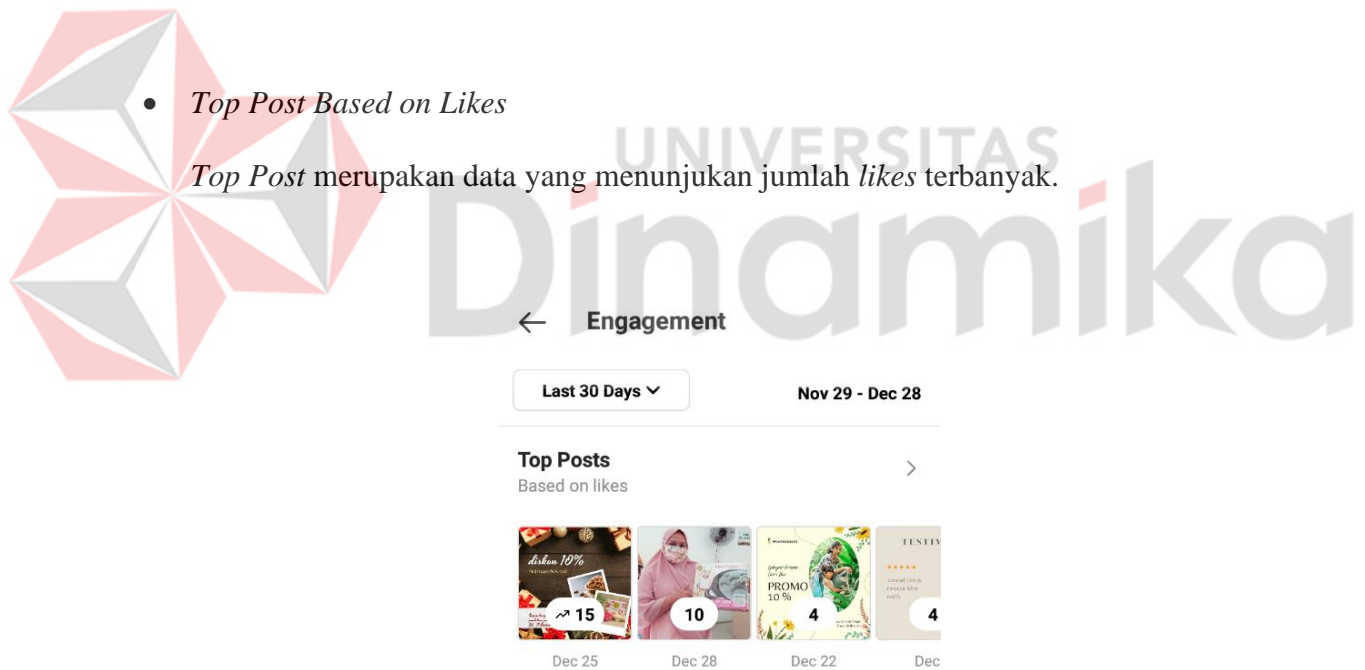 • Top Post Based on Likes
UNIVERSITAS
Top Post merupakan data yang menunjukan jumlah likes terbanyak.
Dinamika
← Engagement
Last 30 Days
Nov 29 - Dec 28
Top Posts
Based on likes
diskon 10%
PROMO
10 %
TESTIM
15
10
4
4
Dec 25
Dec 28
Dec 22
Dec